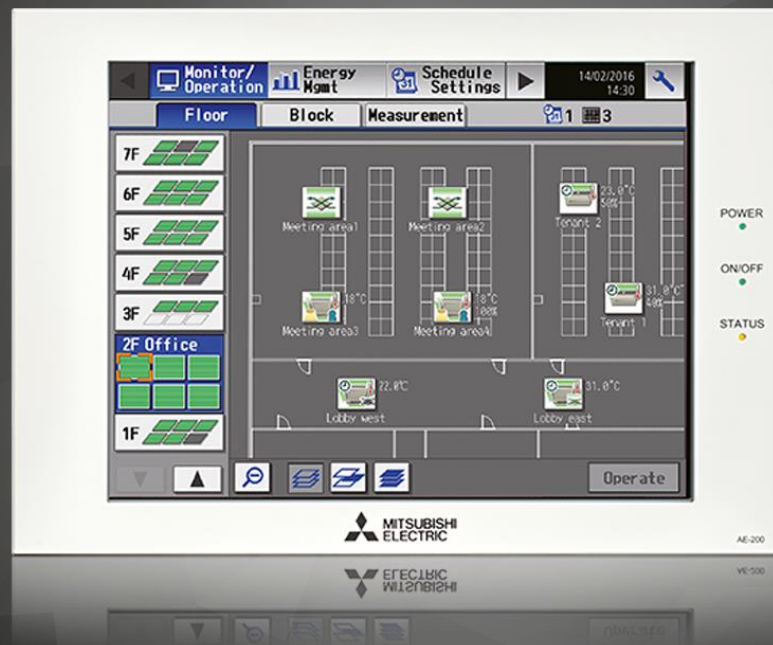 Monitor/
Operation
Energy
Mgmt
Schedule
Settings
14/02/2016
14:30
Floor
Block
Measurement
1
3
7F
6F
5F
4F
3F
2F Office
1F
Meeting area1
Meeting area2
23.0°C
50%
Tenant 2
18°C
Meeting area3
18°C
100%
Meeting area4
31.0°C
40%
Tenant 1
22.0°C
Lobby west
31.0°C
Lobby east
Operate
POWER
ON/OFF
STATUS
MITSUBISHI
ELECTRIC
AE-200